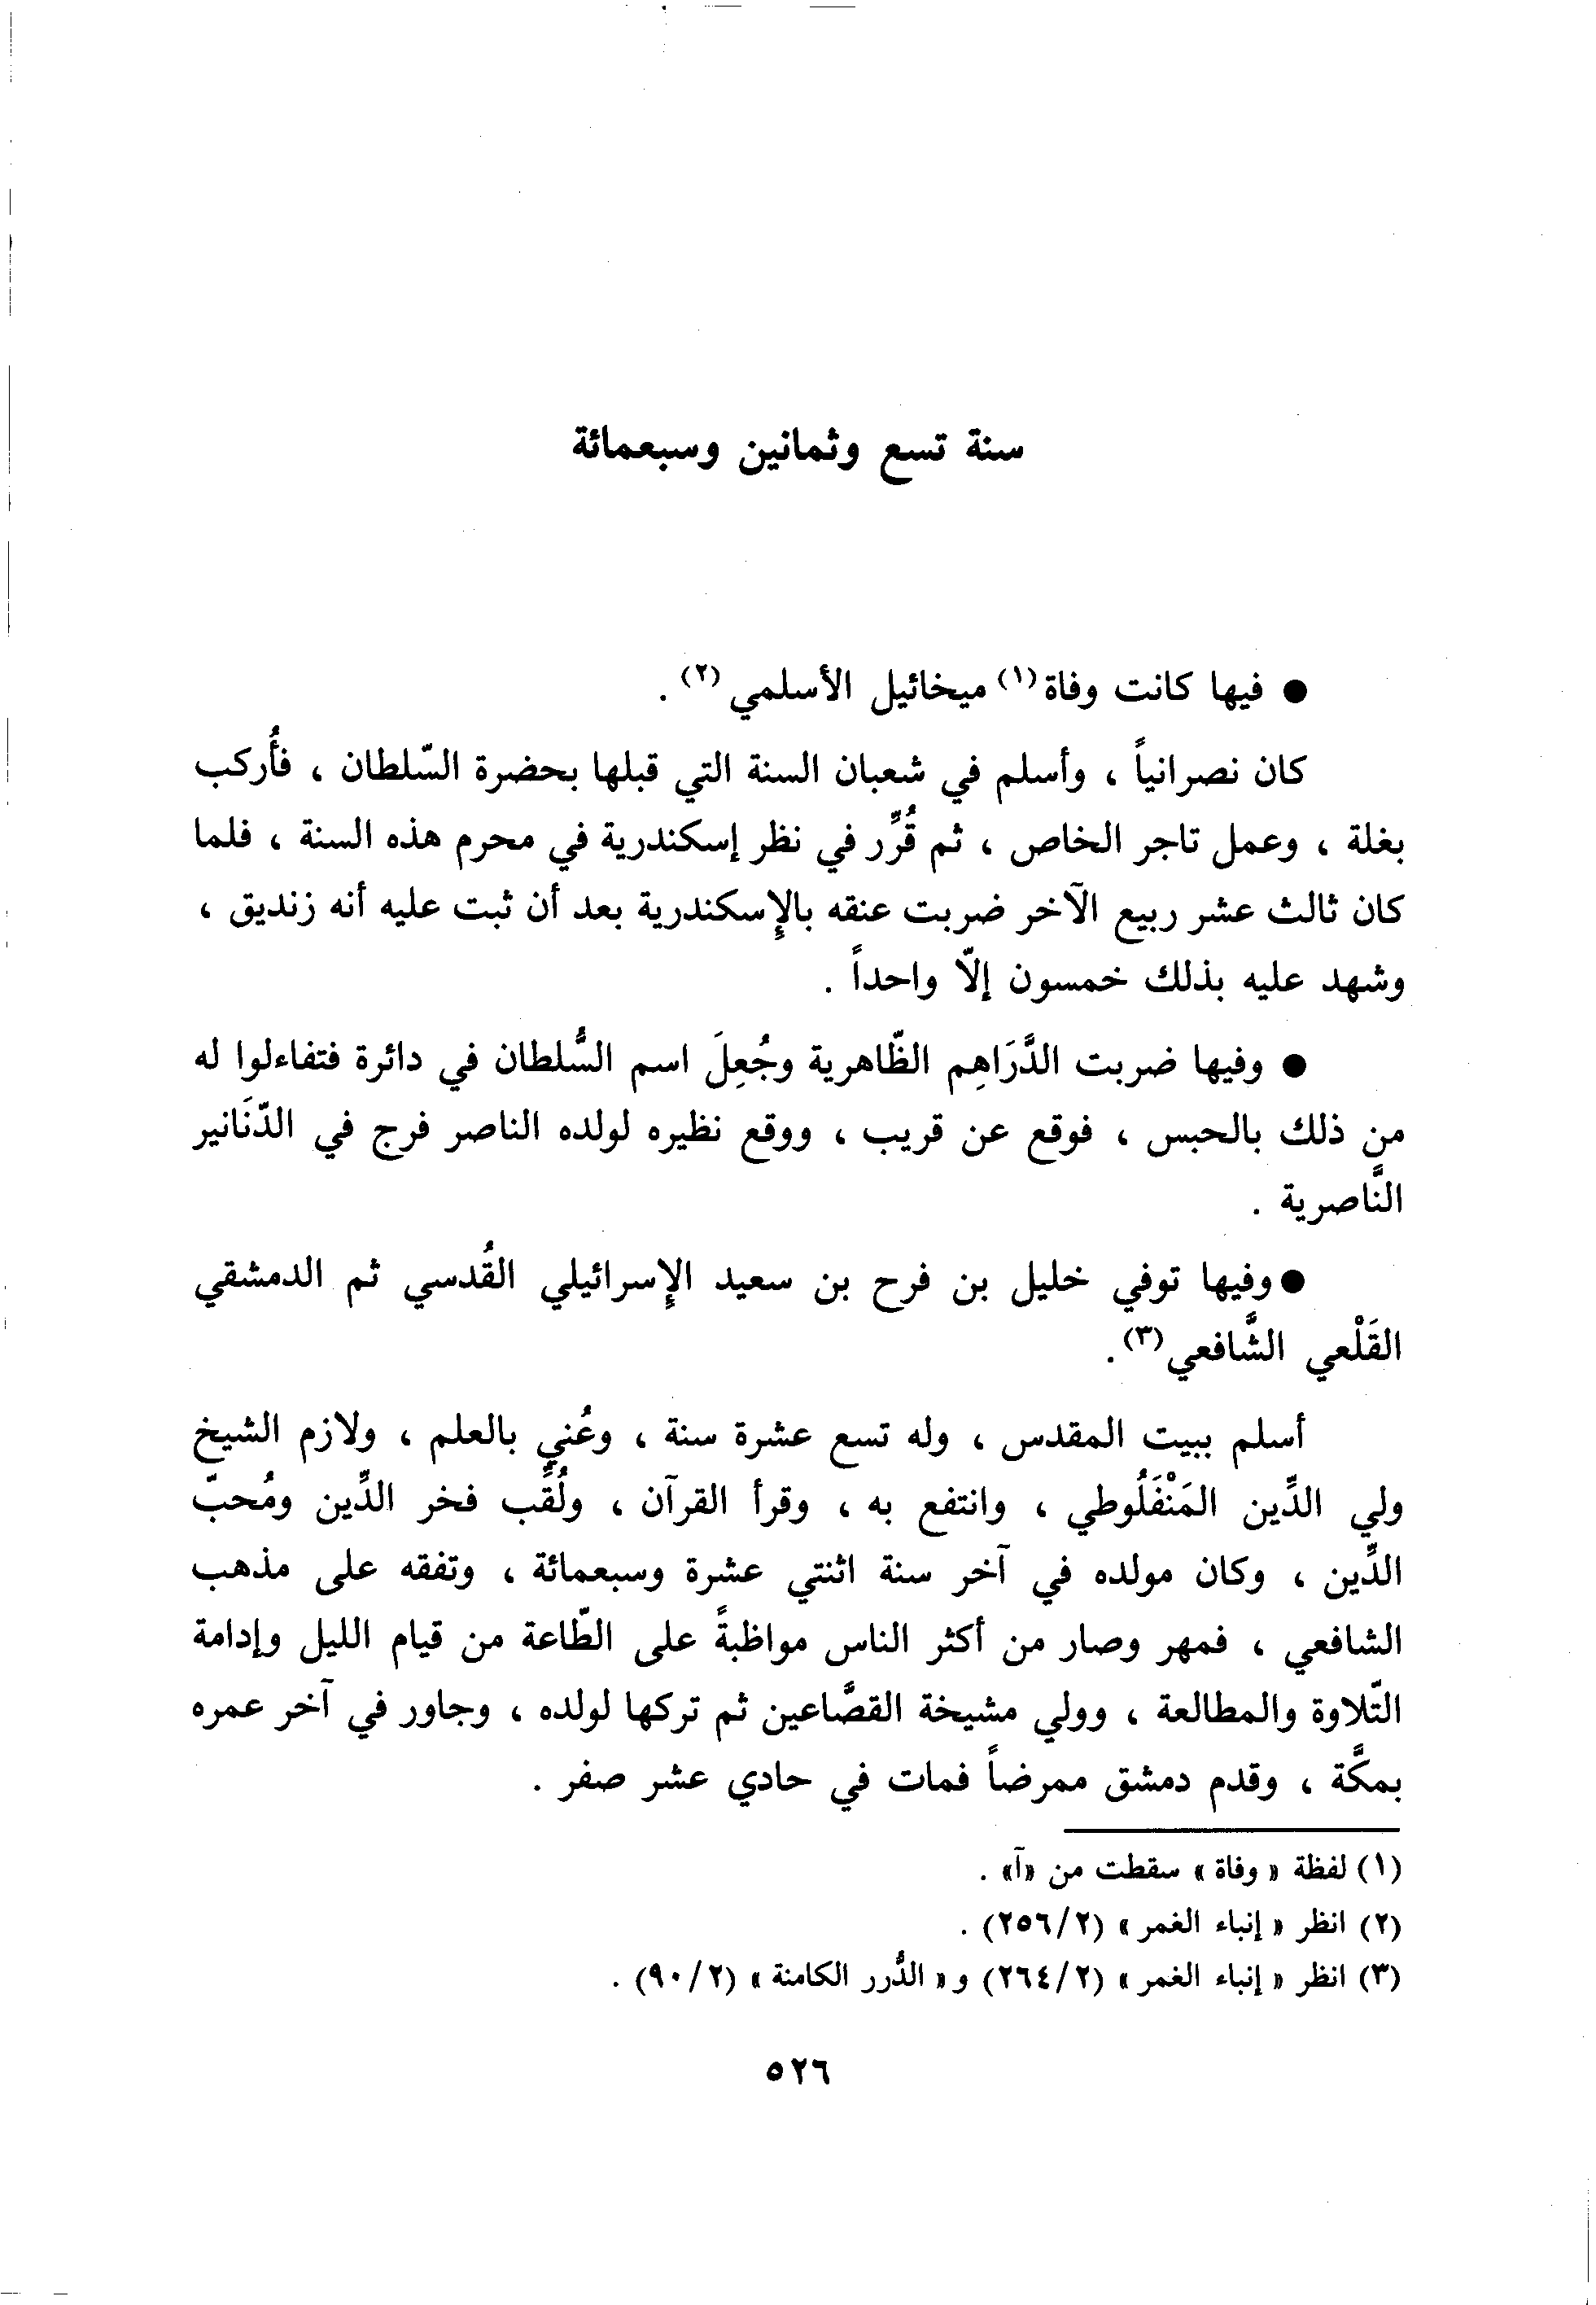 سنة تسع وثمانين وسبعمائة
● فيها كانت وفاة(١) ميخائيل الأسلمي(٢) .
كان نصرانياً ، وأسلم في شعبان السنة التي قبلها بحضرة السّلطان ، فأُركب
بغلة ، وعمل تاجر الخاص ، ثم قُرِّر في نظر إسكندرية في محرم هذه السنة ، فلما
كان ثالث عشر ربيع الآخر ضربت عنقه بالإسكندرية بعد أن ثبت عليه أنه زنديق ،
وشهد عليه بذلك خمسون إلّا واحداً .
● وفيها ضربت الدَّرَاهِم الظّاهرية وجُعِلَ اسم السُّلطان في دائرة فتفاءلوا له
من ذلك بالحبس ، فوقع عن قريب ، ووقع نظيره لولده الناصر فرج في الدّنَانير
النَّاصرية .
● وفيها توفي خليل بن فرح بن سعيد الإسرائيلي القُدسي ثم الدمشقي
القَلْعي الشَّافعي(٣) .
أسلم ببيت المقدس ، وله تسع عشرة سنة ، وعُني بالعلم ، ولازم الشيخ
ولي الدِّين المَنْفَلُوطي ، وانتفع به ، وقرأ القرآن ، ولُقِّب فخر الدِّين ومُحبّ
الدِّين ، وكان مولده في آخر سنة اثنتي عشرة وسبعمائة ، وتفقه على مذهب
الشافعي ، فمهر وصار من أكثر الناس مواظبةً على الطّاعة من قيام الليل وإدامة
التّلاوة والمطالعة ، وولي مشيخة القصَّاعين ثم تركها لولده ، وجاور في آخر عمره
بمكَّة ، وقدم دمشق ممرضاً فمات في حادي عشر صفر .
(١) لفظة « وفاة » سقطت من «آ» .
(٢) انظر « إنباء الغمر » (٢/٢٥٦) .
(٣) انظر « إنباء الغمر » (٢/٢٦٤) و « الدُّرر الكامنة » (٢/٩٠) .
٥٢٦